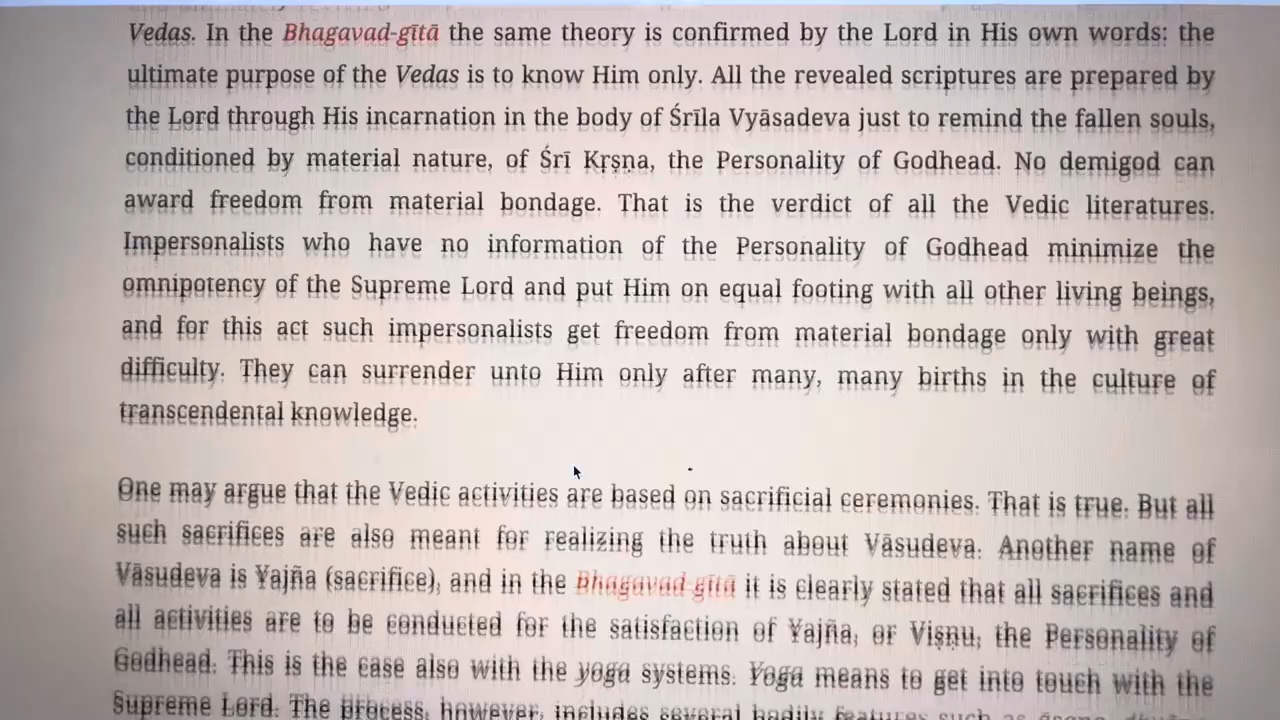 Vedas. In the Bhagavad-gītā the same theory is confirmed by the Lord in His own words: the
ultimate purpose of the Vedas is to know Him only. All the revealed scriptures are prepared by
the Lord through His incarnation in the body of Śrīla Vyāsadeva just to remind the fallen souls,
conditioned by material nature, of Śrī Kṛṣṇa, the Personality of Godhead. No demigod can
award freedom from material bondage. That is the verdict of all the Vedic literatures.
Impersonalists who have no information of the Personality of Godhead minimize the
omnipotency of the Supreme Lord and put Him on equal footing with all other living beings,
and for this act such impersonalists get freedom from material bondage only with great
difficulty. They can surrender unto Him only after many, many births in the culture of
transcendental knowledge.
One may argue that the Vedic activities are based on sacrificial ceremonies. That is true. But all
such sacrifices are also meant for realizing the truth about Vāsudeva. Another name of
Vāsudeva is Yajña (sacrifice), and in the Bhagavad-gītā it is clearly stated that all sacrifices and
all activities are to be conducted for the satisfaction of Yajña, or Viṣṇu, the Personality of
Godhead. This is the case also with the yoga systems. Yoga means to get into touch with the
Supreme Lord. The process, however, includes several bodily features such as